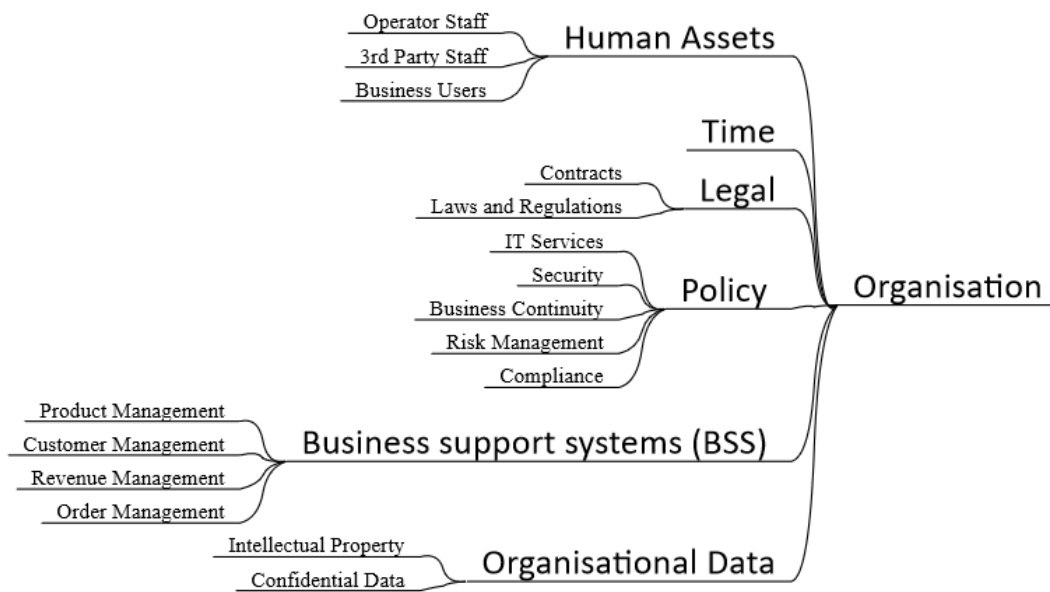 Operator Staff
3rd Party Staff
Business Users
Human Assets
Time
Contracts
Laws and Regulations
Legal
IT Services
Security
Business Continuity
Risk Management
Compliance
Policy
Organisation
Product Management
Customer Management
Revenue Management
Order Management
Business support systems (BSS)
Intellectual Property
Confidential Data
Organisational Data